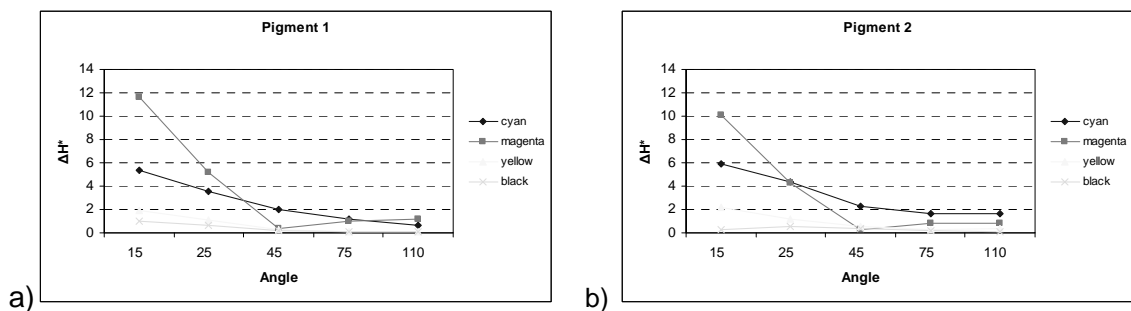 Pigment 1
14
12
10
8
6
4
2
0
ΔH*
15 25 45 75 110
Angle
cyan
magenta
yellow
black
a)
Pigment 2
14
12
10
8
6
4
2
0
ΔH*
15 25 45 75 110
Angle
cyan
magenta
yellow
black
b)